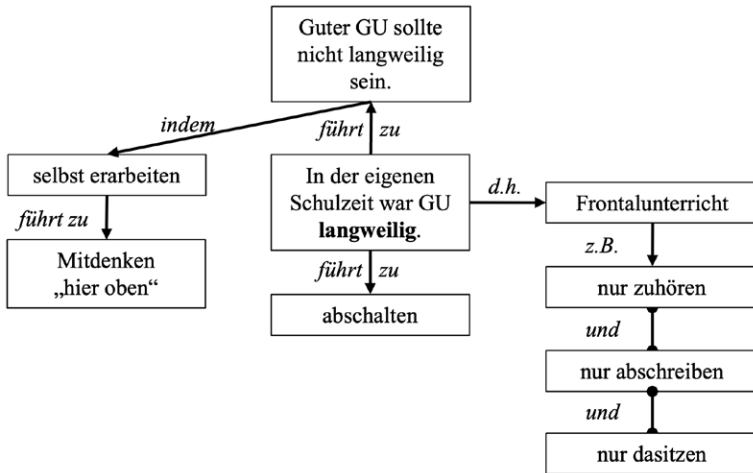 Guter GU sollte
nicht langweilig
sein.
indem
führt zu
selbst erarbeiten
In der eigenen
Schulzeit war GU
langweilig.
d.h.
Frontalunterricht
führt zu
Mitdenken
„hier oben“
führt zu
z.B.
nur zuhören
abschalten
und
nur abschreiben
und
nur dasitzen